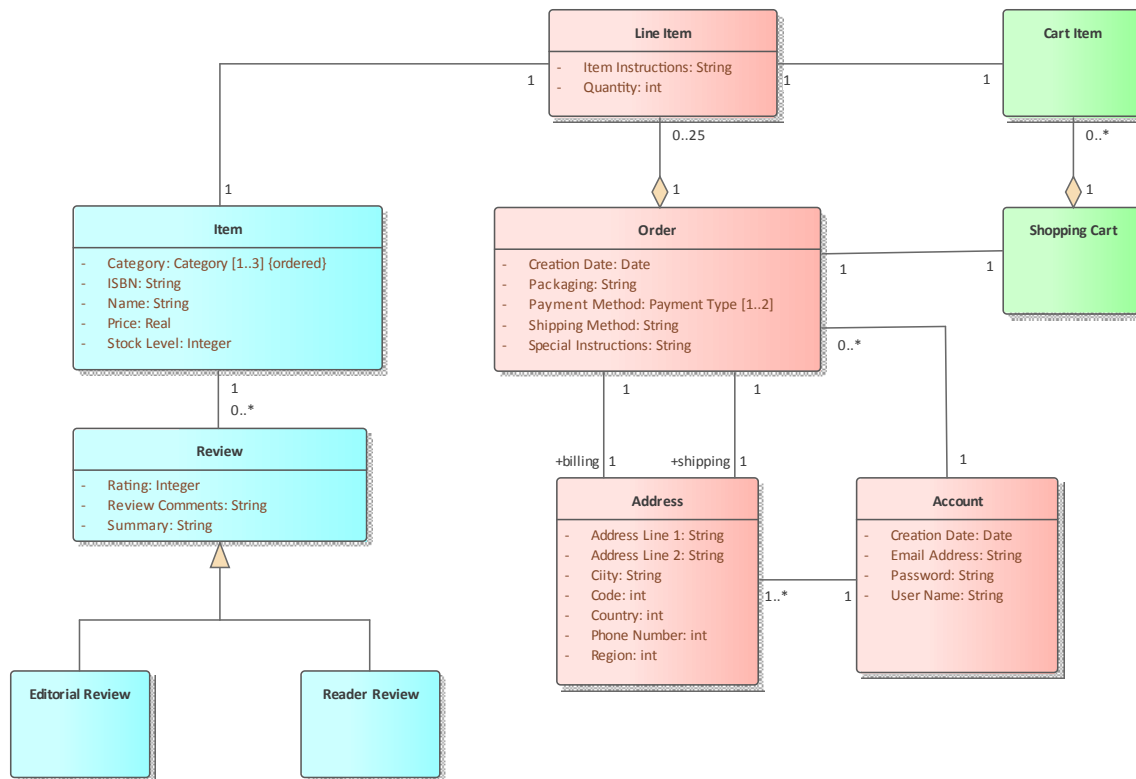 Line Item
- Item Instructions: String
- Quantity: int
Cart Item
1
1
1
1
0..25
0..*
1
1
1
Item
- Category: Category [1..3] {ordered}
- ISBN: String
- Name: String
- Price: Real
- Stock Level: Integer
Order
- Creation Date: Date
- Packaging: String
- Payment Method: Payment Type [1..2]
- Shipping Method: String
- Special Instructions: String
Shopping Cart
1
1
0..*
1
0..*
1
1
Review
- Rating: Integer
- Review Comments: String
- Summary: String
+billing 1
+shipping 1
1
Address
- Address Line 1: String
- Address Line 2: String
- Ciity: String
- Code: int
- Country: int
- Phone Number: int
- Region: int
Account
- Creation Date: Date
- Email Address: String
- Password: String
- User Name: String
1..*
1
Editorial Review
Reader Review